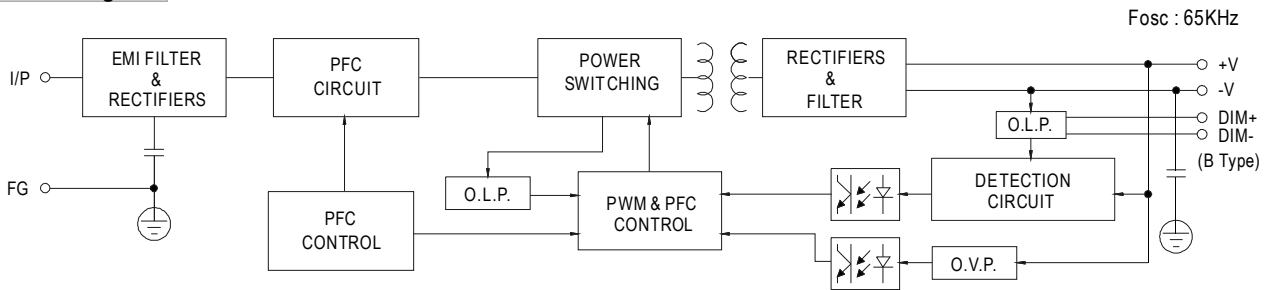 Fosc : 65KHz
I/P
EMI FILTER
&
RECTIFIERS
PFC
CIRCUIT
POWER
SWITCHING
RECTIFIERS
&
FILTER
+V
-V
DIM+
DIM-
(B Type)
O.L.P.
FG
O.L.P.
PFC
CONTROL
PWM & PFC
CONTROL
DETECTION
CIRCUIT
O.V.P.